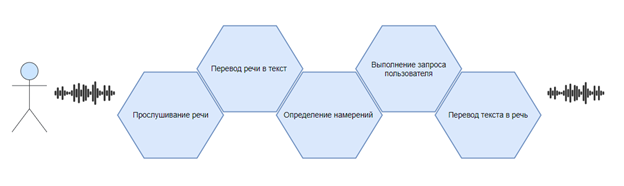 Прослушивание речи
Перевод речи в текст
Определение намерений
Выполнение запроса
пользователя
Перевод текста в речь